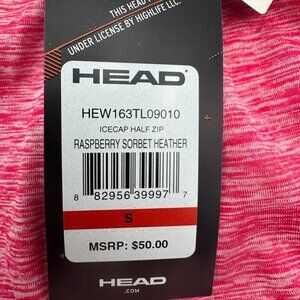 THIS HEAD
UNDER LICENSE BY HIGHLIFE LLC.
HEAD
HEW163TL09010
ICECAP HALF ZIP
RASPBERRY SORBET HEATHER
8 82956 39997 7
S
MSRP: $50.00
HEAD
.COM